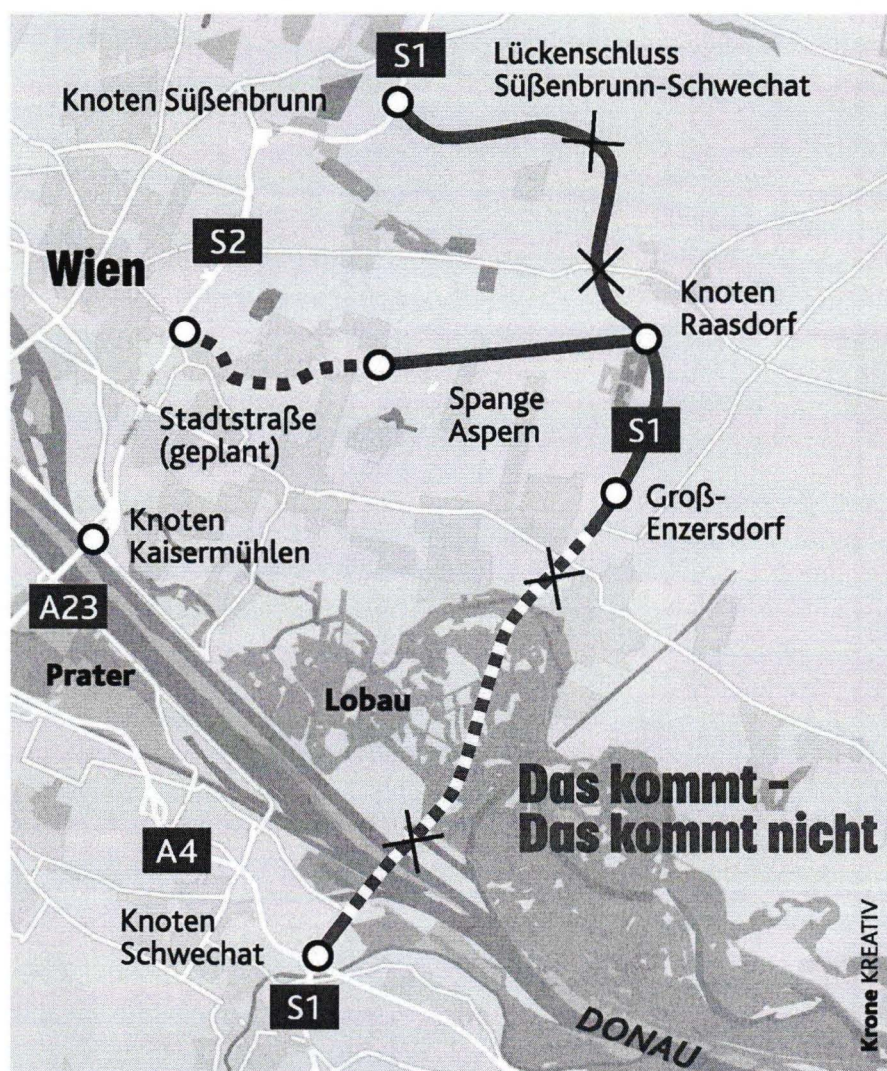 S1
Lückenschluss
Süßenbrunn-Schwechat
Knoten Süßenbrunn
S2
Wien
Knoten
Raasdorf
Stadtstraße
(geplant)
Spange
Aspern
S1
Groß-
Enzersdorf
Knoten
Kaisermühlen
A23
Prater
Lobau
Das kommt –
Das kommt nicht
A4
Knoten
Schwechat
S1
DONAU
Krone KREATIV